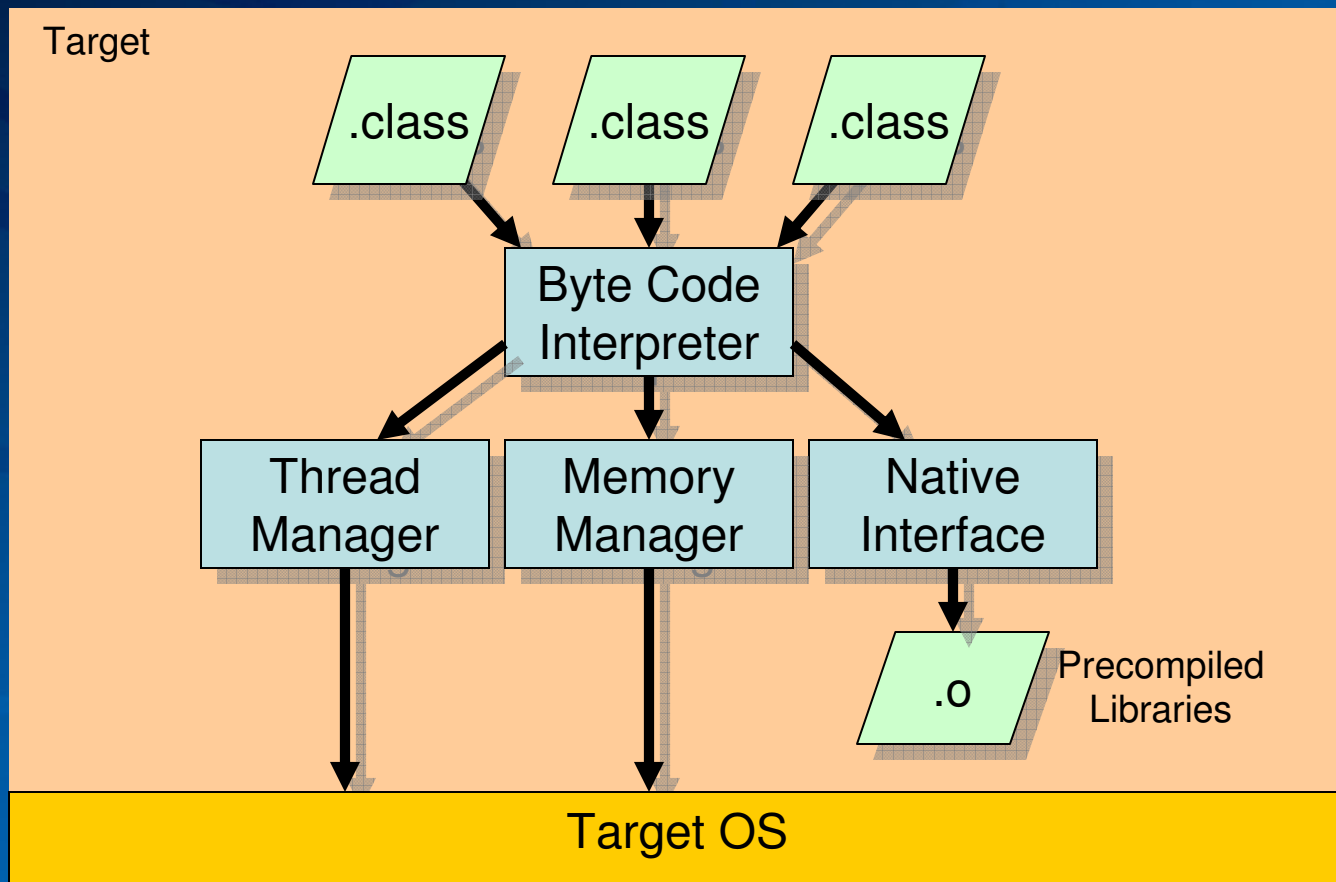 Target
.class
.class
.class
Byte Code
Interpreter
Thread
Manager
Memory
Manager
Native
Interface
.o
Precompiled
Libraries
Target OS